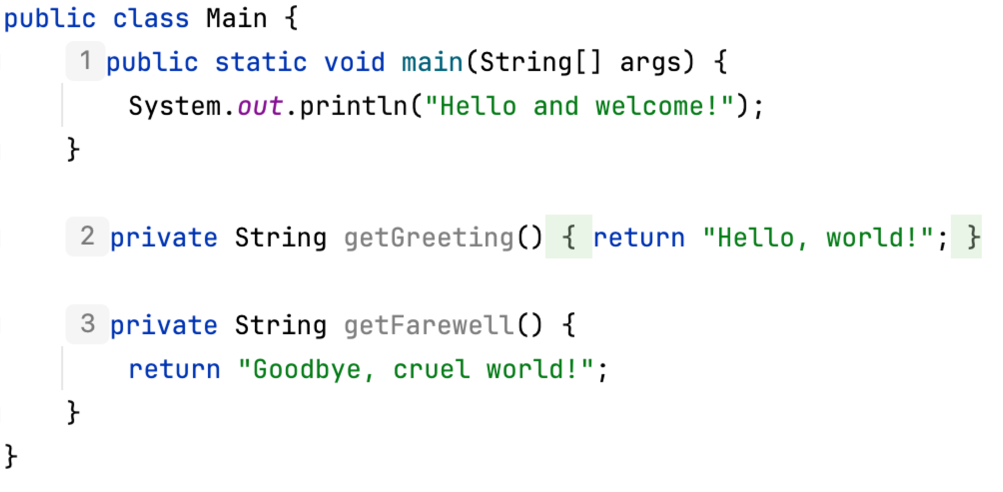 public class Main {
1 public static void main(String[] args) {
System.out.println("Hello and welcome!");
}
2 private String getGreeting() { return "Hello, world!"; }
3 private String getFarewell() {
return "Goodbye, cruel world!";
}
}